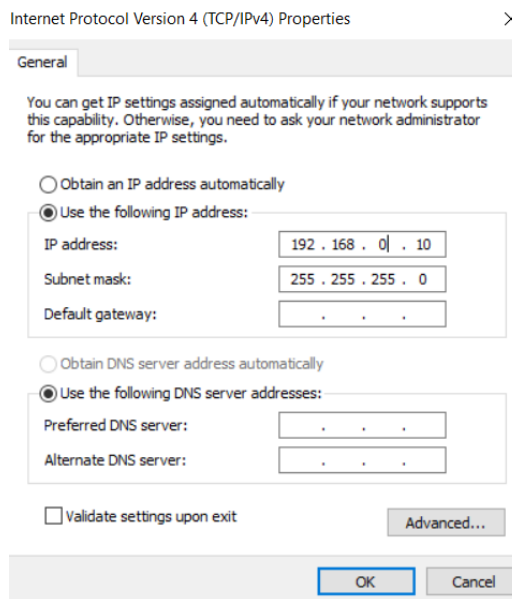 Internet Protocol Version 4 (TCP/IPv4) Properties
General
You can get IP settings assigned automatically if your network supports
this capability. Otherwise, you need to ask your network administrator
for the appropriate IP settings.
Obtain an IP address automatically
Use the following IP address:
IP address: 192 . 168 . 0 . 10
Subnet mask: 255 . 255 . 255 . 0
Default gateway: . . .
Obtain DNS server address automatically
Use the following DNS server addresses:
Preferred DNS server: . . .
Alternate DNS server: . . .
Validate settings upon exit
Advanced...
OK Cancel